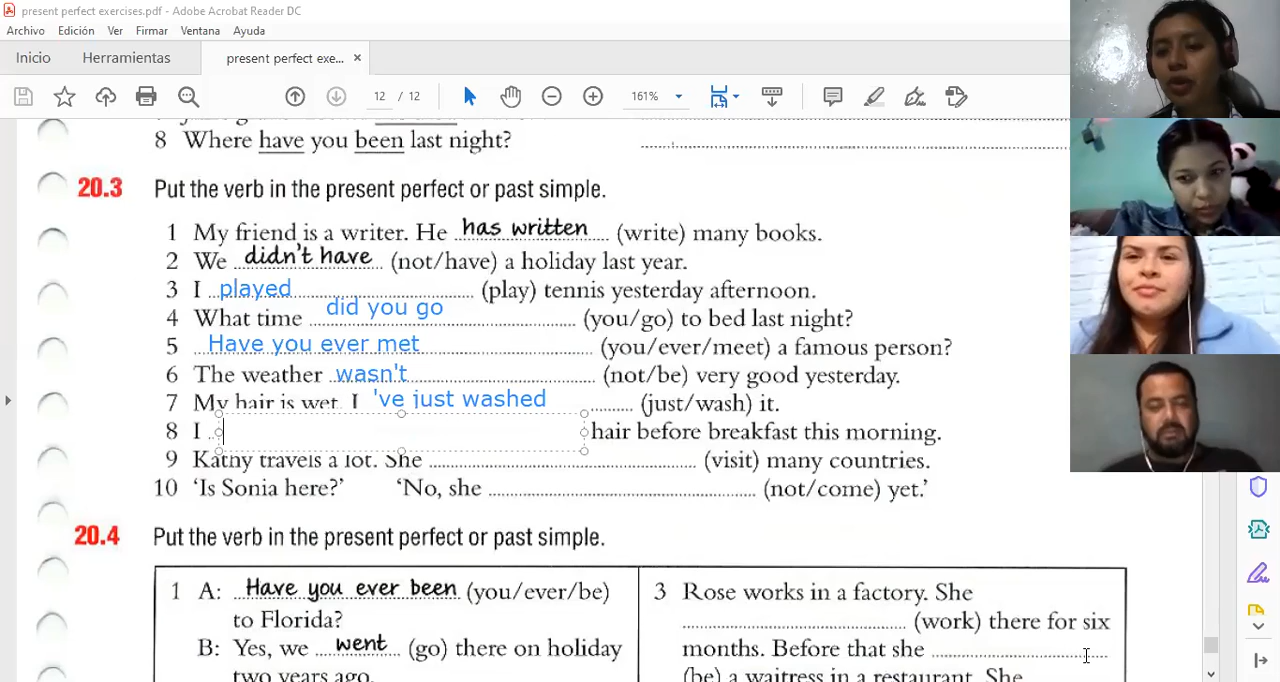 present perfect exercises.pdf - Adobe Acrobat Reader DC
Archivo Edición Ver Firmar Ventana Ayuda
Inicio Herramientas present perfect exe... ×
12 / 12 161%
8 Where have you been last night?
20.3 Put the verb in the present perfect or past simple.
1 My friend is a writer. He has written (write) many books.
2 We didn't have (not/have) a holiday last year.
3 I played (play) tennis yesterday afternoon.
4 What time did you go (you/go) to bed last night?
5 Have you ever met (you/ever/meet) a famous person?
6 The weather wasn't (not/be) very good yesterday.
7 My hair is wet. I 've just washed (just/wash) it.
8 I hair before breakfast this morning.
9 Kathy travels a lot. She (visit) many countries.
10 'Is Sonia here?' 'No, she (not/come) yet.'
20.4 Put the verb in the present perfect or past simple.
1 A: Have you ever been (you/ever/be)
to Florida?
B: Yes, we went (go) there on holiday
two years ago.
3 Rose works in a factory. She
(work) there for six
months. Before that she
(be) a waitress in a restaurant. She